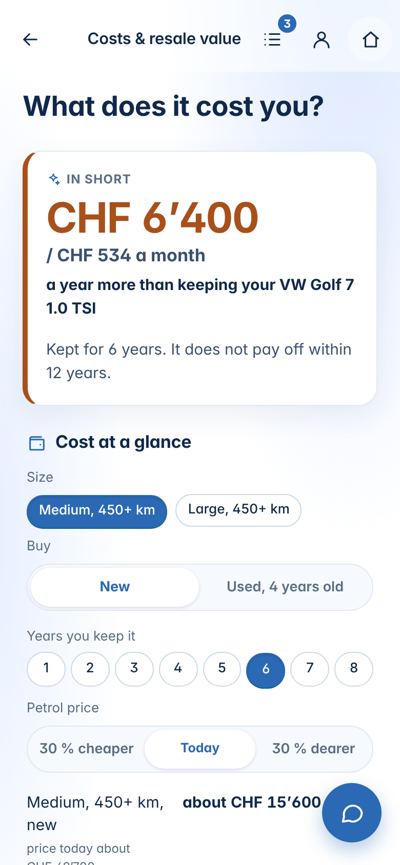 3
Costs & resale value
What does it cost you?
IN SHORT
CHF 6’400
/ CHF 534 a month
a year more than keeping your VW Golf 7
1.0 TSI
Kept for 6 years. It does not pay off within
12 years.
Cost at a glance
Size
Medium, 450+ km Large, 450+ km
Buy
New Used, 4 years old
Years you keep it
1 2 3 4 5 6 7 8
Petrol price
30 % cheaper Today 30 % dearer
Medium, 450+ km, about CHF 15’600
new
price today about